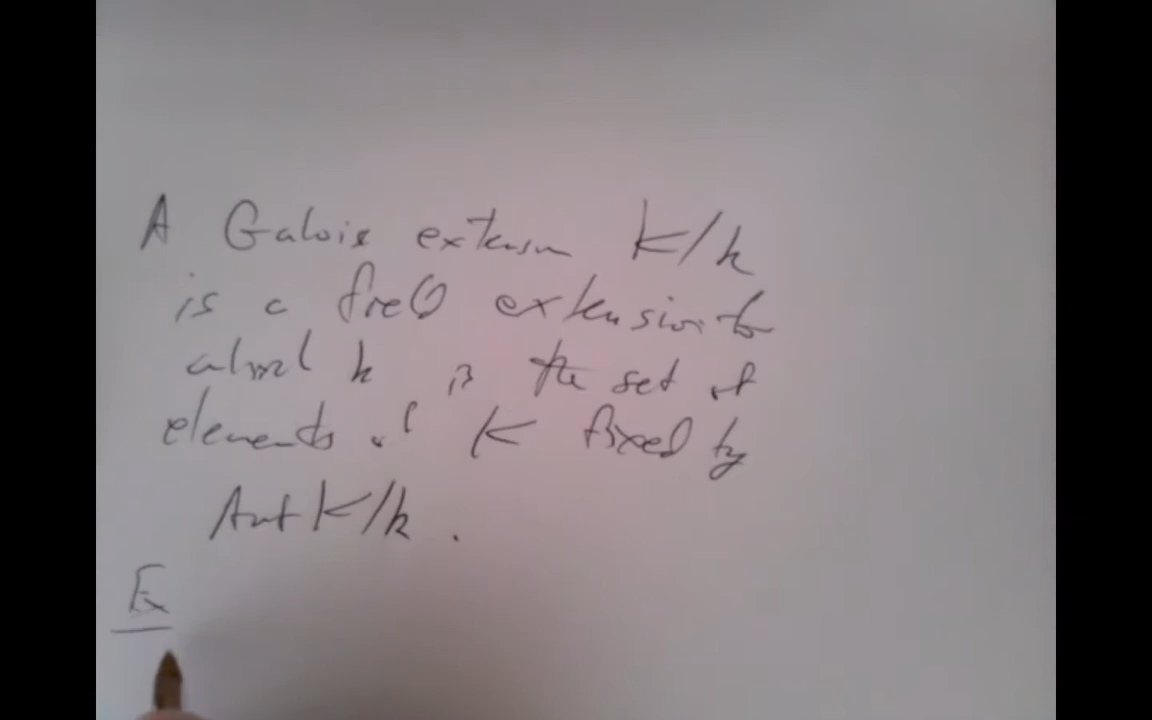 A Galois extension K/k
is a field extension for
which k is the set of
elements of K fixed by
Aut K/k .
Ex